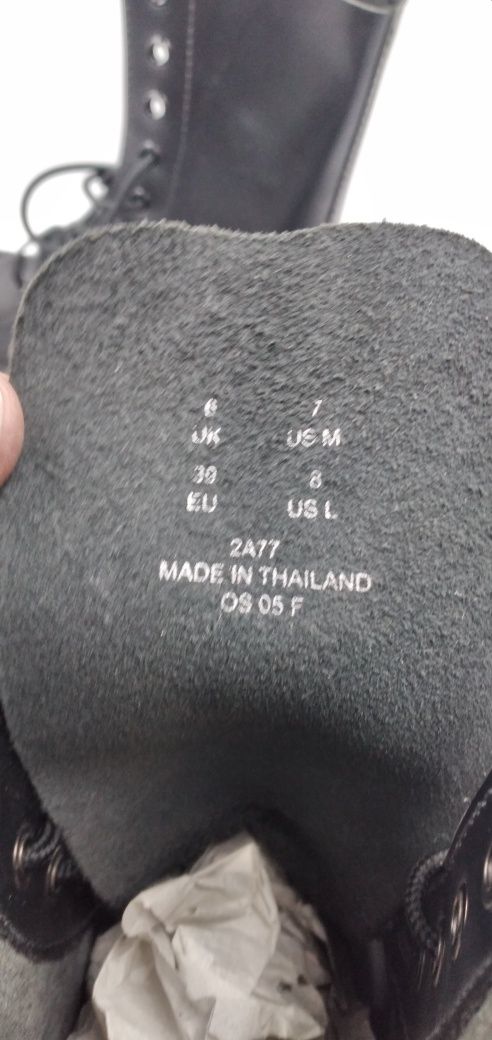 6 7
UK US M
39 8
EU US L
2A77
MADE IN THAILAND
OS 05 F